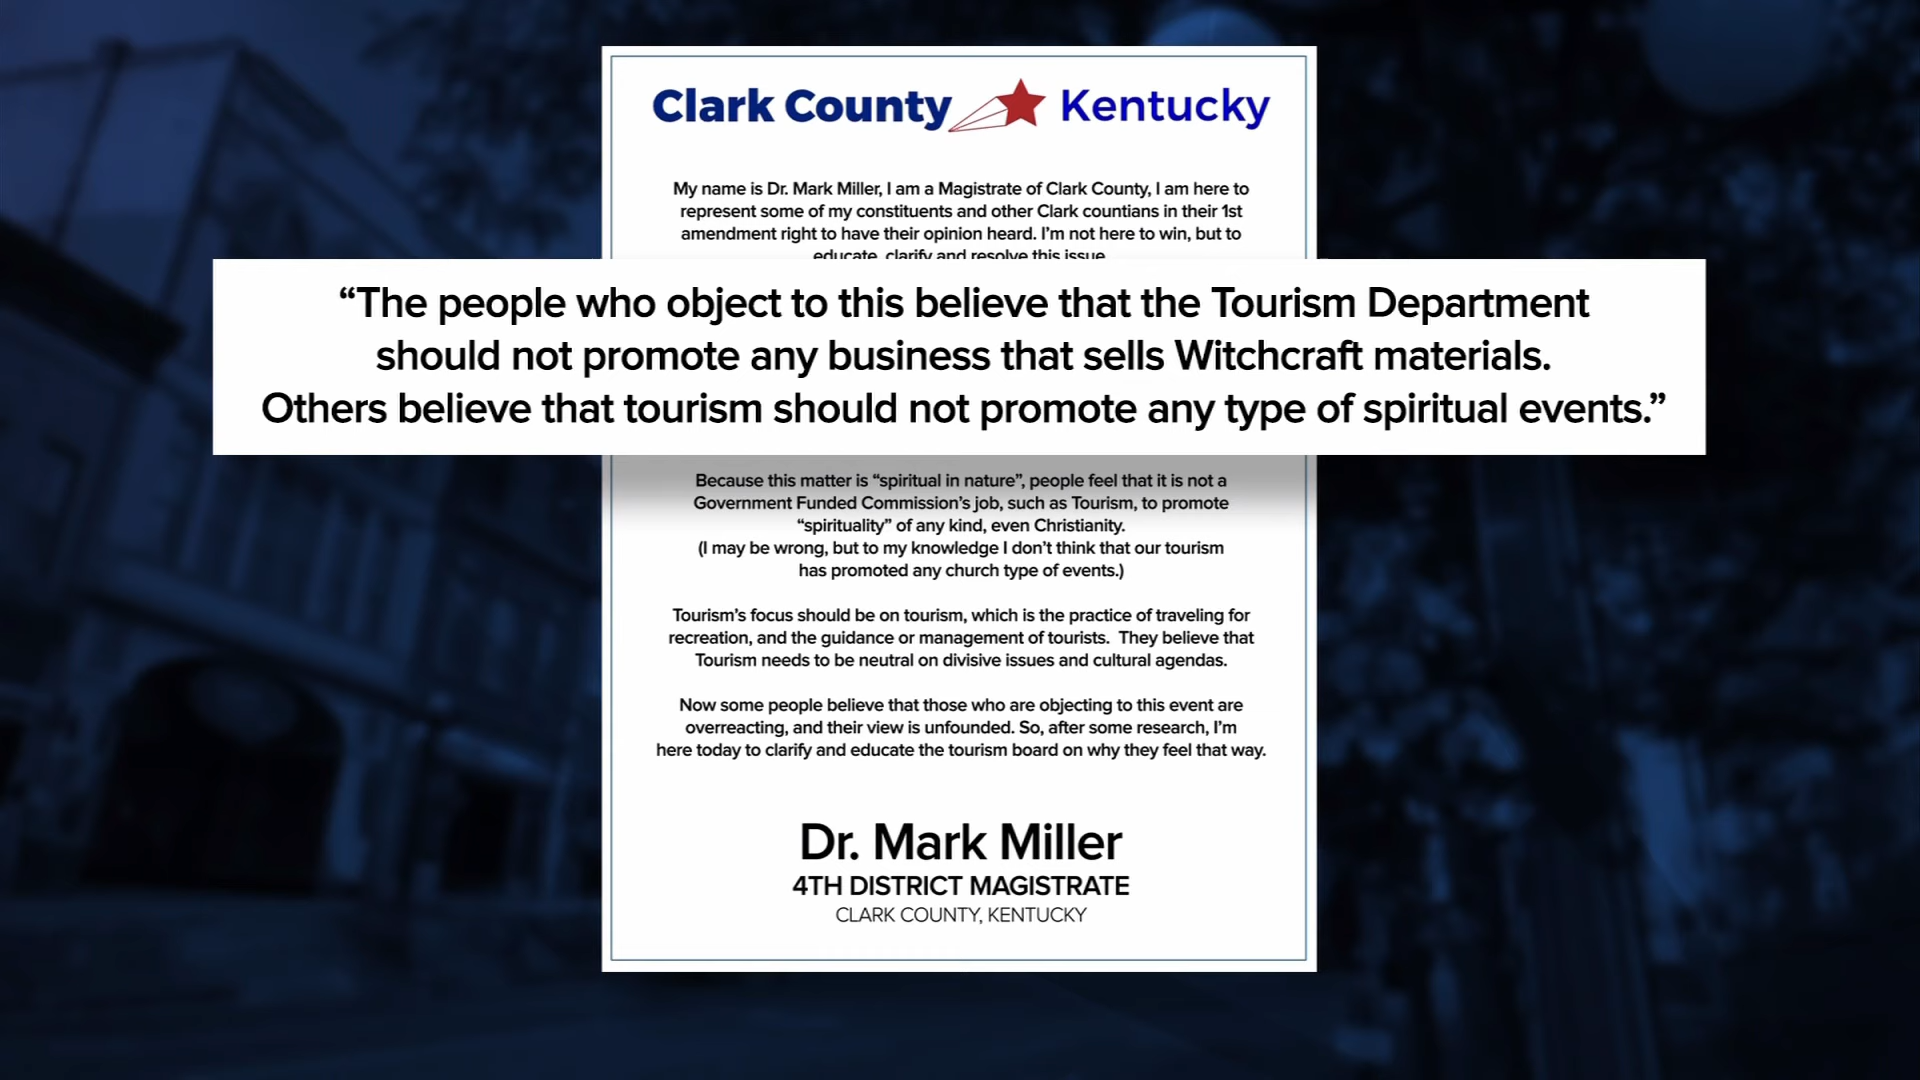 Clark County Kentucky
My name is Dr. Mark Miller, I am a Magistrate of Clark County, I am here to
represent some of my constituents and other Clark countians in their 1st
amendment right to have their opinion heard. I'm not here to win, but to
educate, clarify and resolve this issue.
“The people who object to this believe that the Tourism Department
should not promote any business that sells Witchcraft materials.
Others believe that tourism should not promote any type of spiritual events.”
Because this matter is “spiritual in nature”, people feel that it is not a
Government Funded Commission's job, such as Tourism, to promote
“spirituality” of any kind, even Christianity.
(I may be wrong, but to my knowledge I don't think that our tourism
has promoted any church type of events.)
Tourism's focus should be on tourism, which is the practice of traveling for
recreation, and the guidance or management of tourists. They believe that
Tourism needs to be neutral on divisive issues and cultural agendas.
Now some people believe that those who are objecting to this event are
overreacting, and their view is unfounded. So, after some research, I'm
here today to clarify and educate the tourism board on why they feel that way.
Dr. Mark Miller
4TH DISTRICT MAGISTRATE
CLARK COUNTY, KENTUCKY